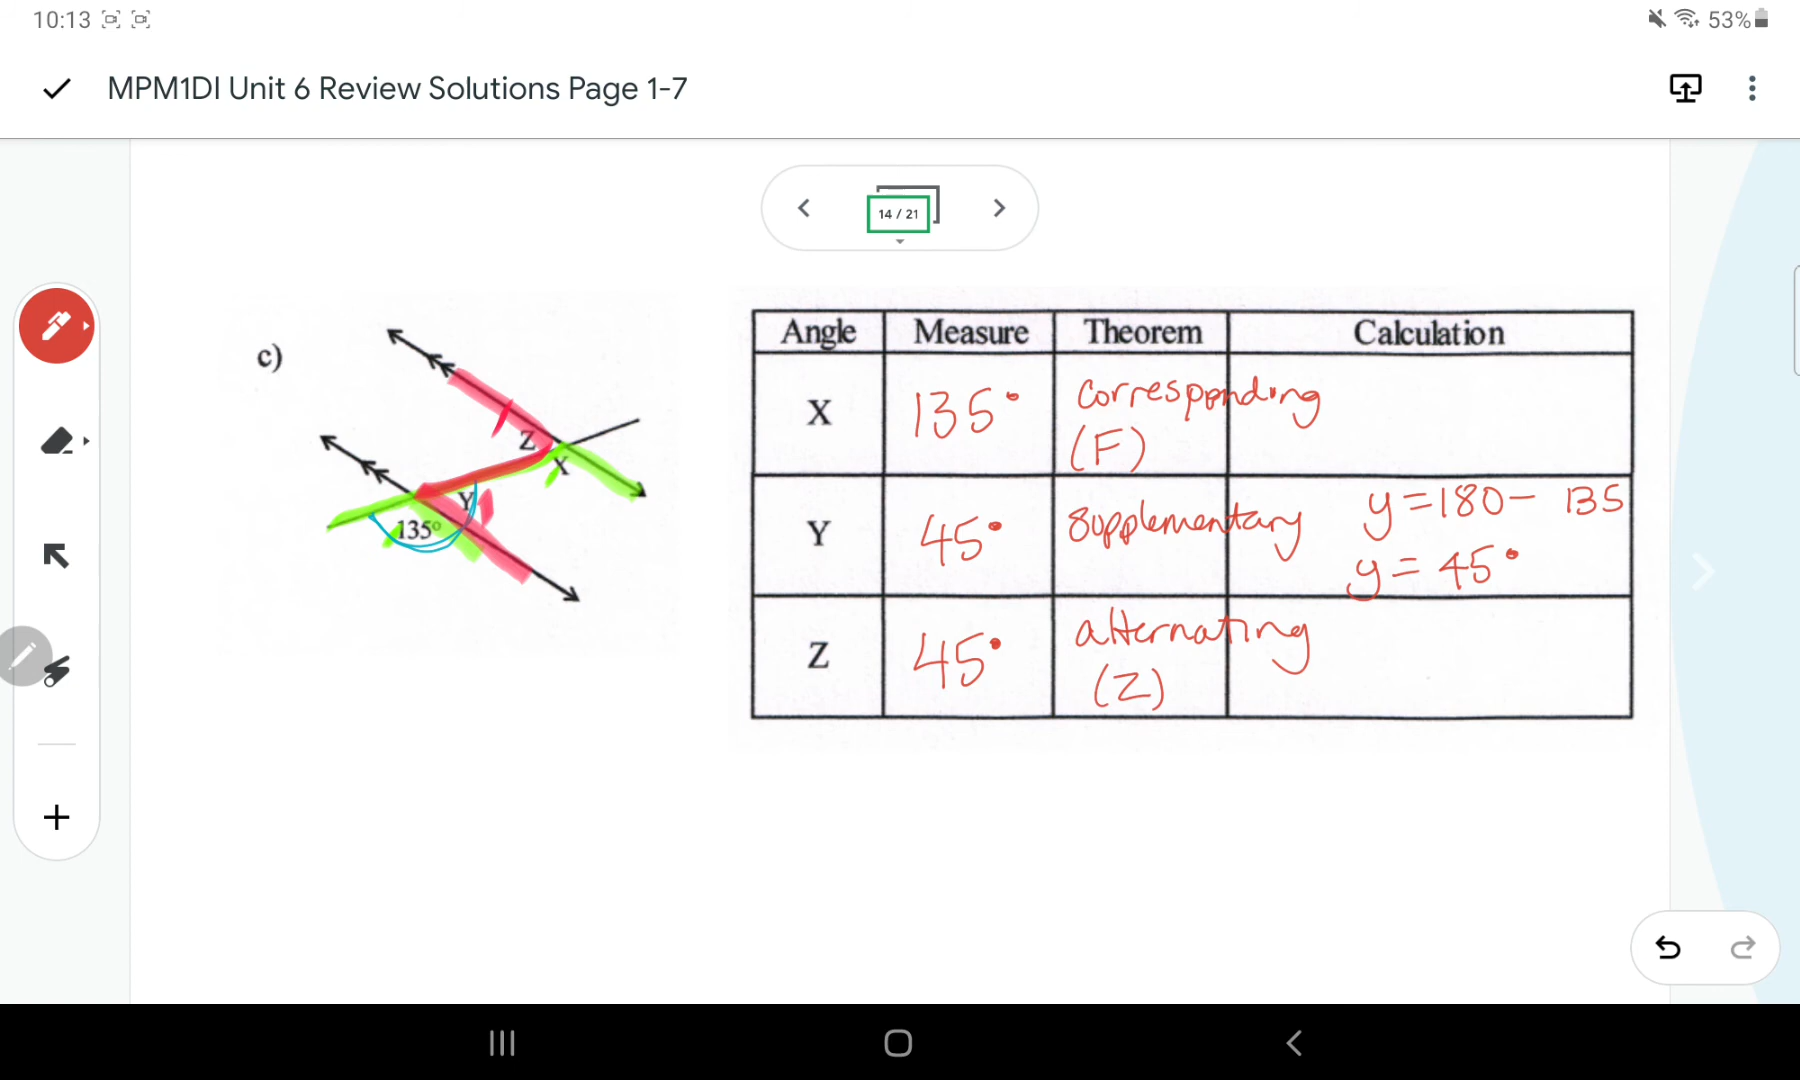 10:13
53%
MPM1DI Unit 6 Review Solutions Page 1-7
14 / 21
c)
Z
X
Y
135°
Angle Measure Theorem Calculation
X 135° corresponding
(F)
Y 45° supplementary y = 180 - 135
y = 45°
Z 45° alternating
(Z)